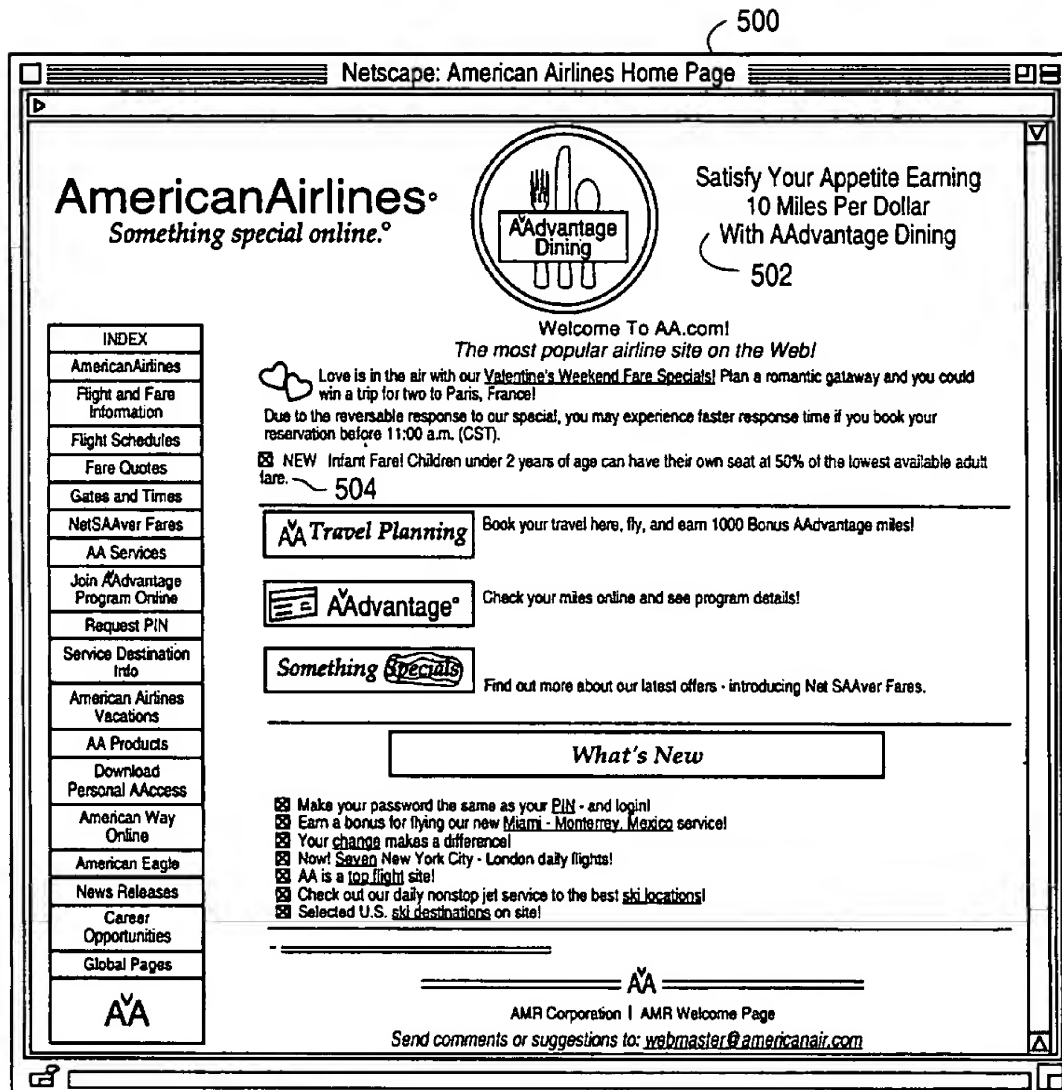 500
Netscape: American Airlines Home Page
AmericanAirlines
Something special online.
AAdvantage
Dining
Satisfy Your Appetite Earning
10 Miles Per Dollar
With AAdvantage Dining
502
INDEX
AmericanAirlines
Flight and Fare
Information
Flight Schedules
Fare Quotes
Gates and Times
NetSAAver Fares
AA Services
Join AAdvantage
Program Online
Request PIN
Service Destination
Info
American Airlines
Vacations
AA Products
Download
Personal AAccess
American Way
Online
American Eagle
News Releases
Career
Opportunities
Global Pages
AA
Welcome To AA.com!
The most popular airline site on the Web!
Love is in the air with our Valentine's Weekend Fare Specials! Plan a romantic gataway and you could
win a trip for two to Paris, France!
Due to the reversable response to our special, you may experience faster response time if you book your
reservation before 11:00 a.m. (CST).
NEW Infant Fare! Children under 2 years of age can have their own seat at 50% of the lowest available adult
fare.
504
AA Travel Planning
Book your travel here, fly, and earn 1000 Bonus AAdvantage miles!
AAdvantage
Check your miles online and see program details!
Something Specials
Find out more about our latest offers - introducing Net SAAver Fares.
What's New
Make your password the same as your PIN - and login!
Earn a bonus for flying our new Miami - Monterrey, Mexico service!
Your change makes a difference!
Now! Seven New York City - London daily flights!
AA is a top flight site!
Check out our daily nonstop jet service to the best ski locations!
Selected U.S. ski destinations on site!
AA
AMR Corporation | AMR Welcome Page
Send comments or suggestions to: webmaster@americanair.com